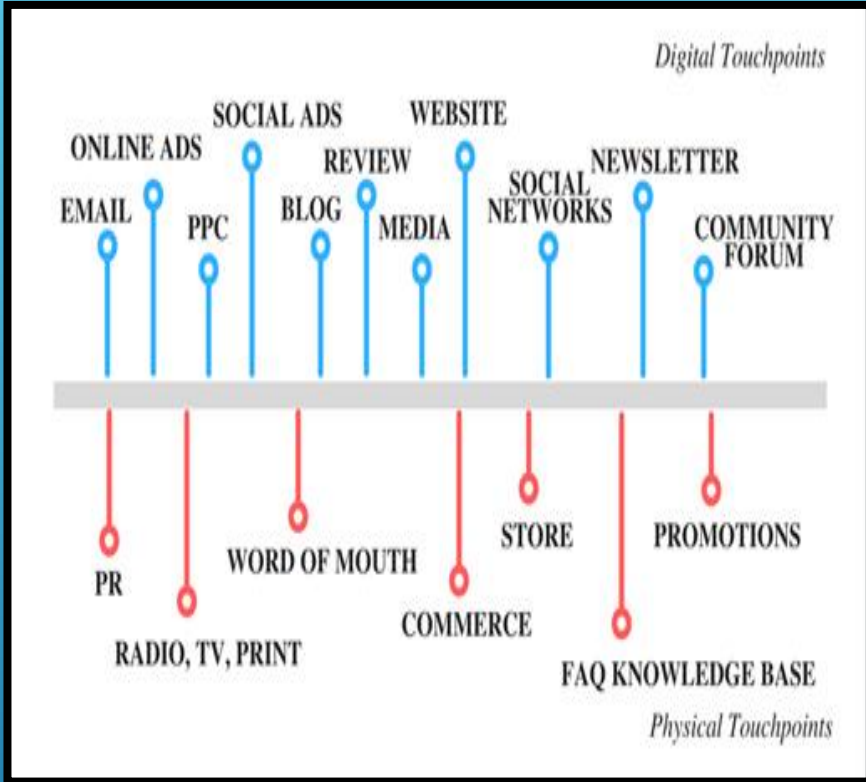 Digital Touchpoints
SOCIAL ADS
WEBSITE
ONLINE ADS
REVIEW
NEWSLETTER
EMAIL
PPC
BLOG
MEDIA
SOCIAL
NETWORKS
COMMUNITY
FORUM
PR
RADIO, TV, PRINT
WORD OF MOUTH
COMMERCE
STORE
FAQ KNOWLEDGE BASE
PROMOTIONS
Physical Touchpoints